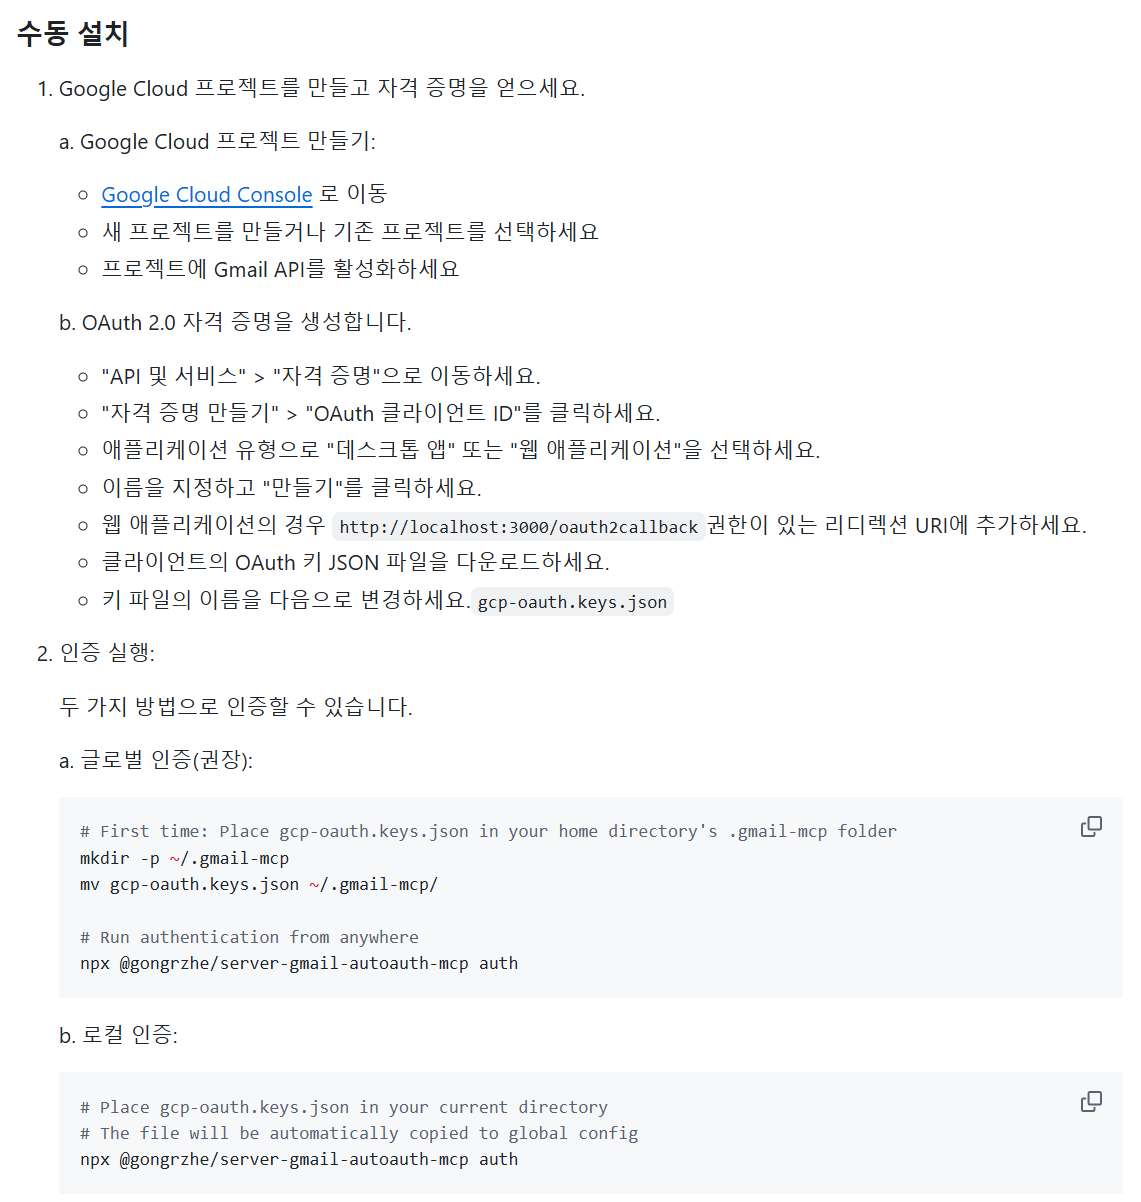 수동 설치
1. Google Cloud 프로젝트를 만들고 자격 증명을 얻으세요.
a. Google Cloud 프로젝트 만들기:
Google Cloud Console 로 이동
새 프로젝트를 만들거나 기존 프로젝트를 선택하세요
프로젝트에 Gmail API를 활성화하세요
b. OAuth 2.0 자격 증명을 생성합니다.
"API 및 서비스" > "자격 증명"으로 이동하세요.
"자격 증명 만들기" > "OAuth 클라이언트 ID"를 클릭하세요.
애플리케이션 유형으로 "데스크톱 앱" 또는 "웹 애플리케이션"을 선택하세요.
이름을 지정하고 "만들기"를 클릭하세요.
웹 애플리케이션의 경우 http://localhost:3000/oauth2callback 권한이 있는 리디렉션 URI에 추가하세요.
클라이언트의 OAuth 키 JSON 파일을 다운로드하세요.
키 파일의 이름을 다음으로 변경하세요. gcp-oauth.keys.json
2. 인증 실행:
두 가지 방법으로 인증할 수 있습니다.
a. 글로벌 인증(권장):
# First time: Place gcp-oauth.keys.json in your home directory's .gmail-mcp folder
mkdir -p ~/.gmail-mcp
mv gcp-oauth.keys.json ~/.gmail-mcp/
# Run authentication from anywhere
npx @gongrzhe/server-gmail-autoauth-mcp auth
b. 로컬 인증:
# Place gcp-oauth.keys.json in your current directory
# The file will be automatically copied to global config
npx @gongrzhe/server-gmail-autoauth-mcp auth